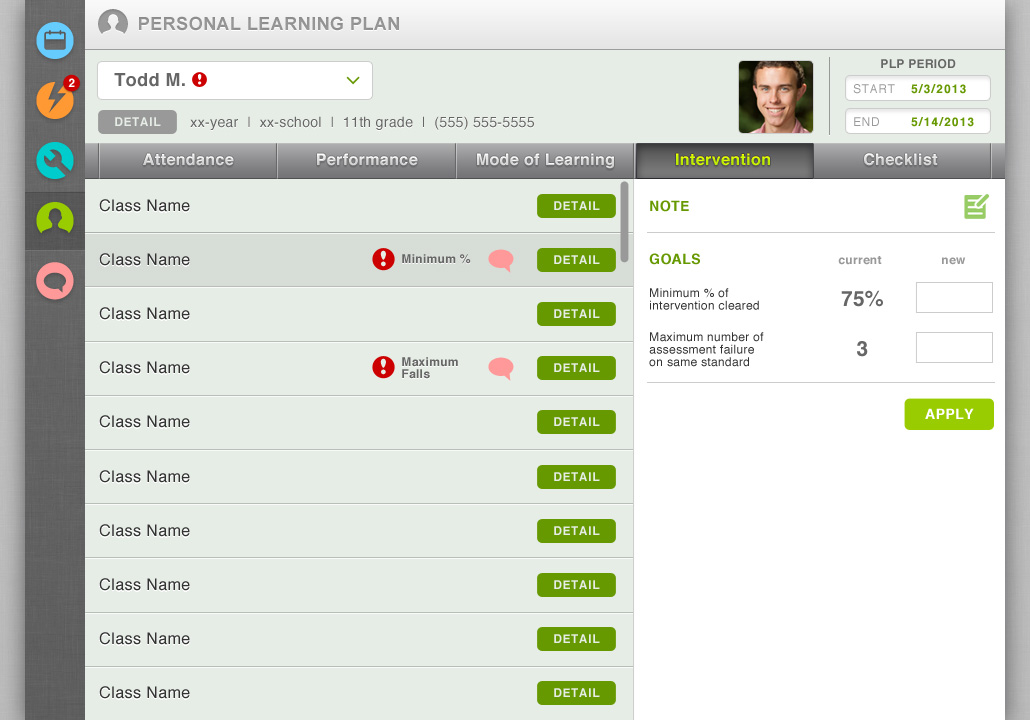 PERSONAL LEARNING PLAN
2
Todd M.
DETAIL xx-year | xx-school | 11th grade | (555) 555-5555
PLP PERIOD
START 5/3/2013
END 5/14/2013
Attendance Performance Mode of Learning Intervention Checklist
Class Name DETAIL
Class Name Minimum % DETAIL
Class Name DETAIL
Class Name Maximum
Falls DETAIL
Class Name DETAIL
Class Name DETAIL
Class Name DETAIL
Class Name DETAIL
Class Name DETAIL
Class Name DETAIL
NOTE
GOALS current new
Minimum % of
intervention cleared 75%
Maximum number of
assessment failure
on same standard 3
APPLY